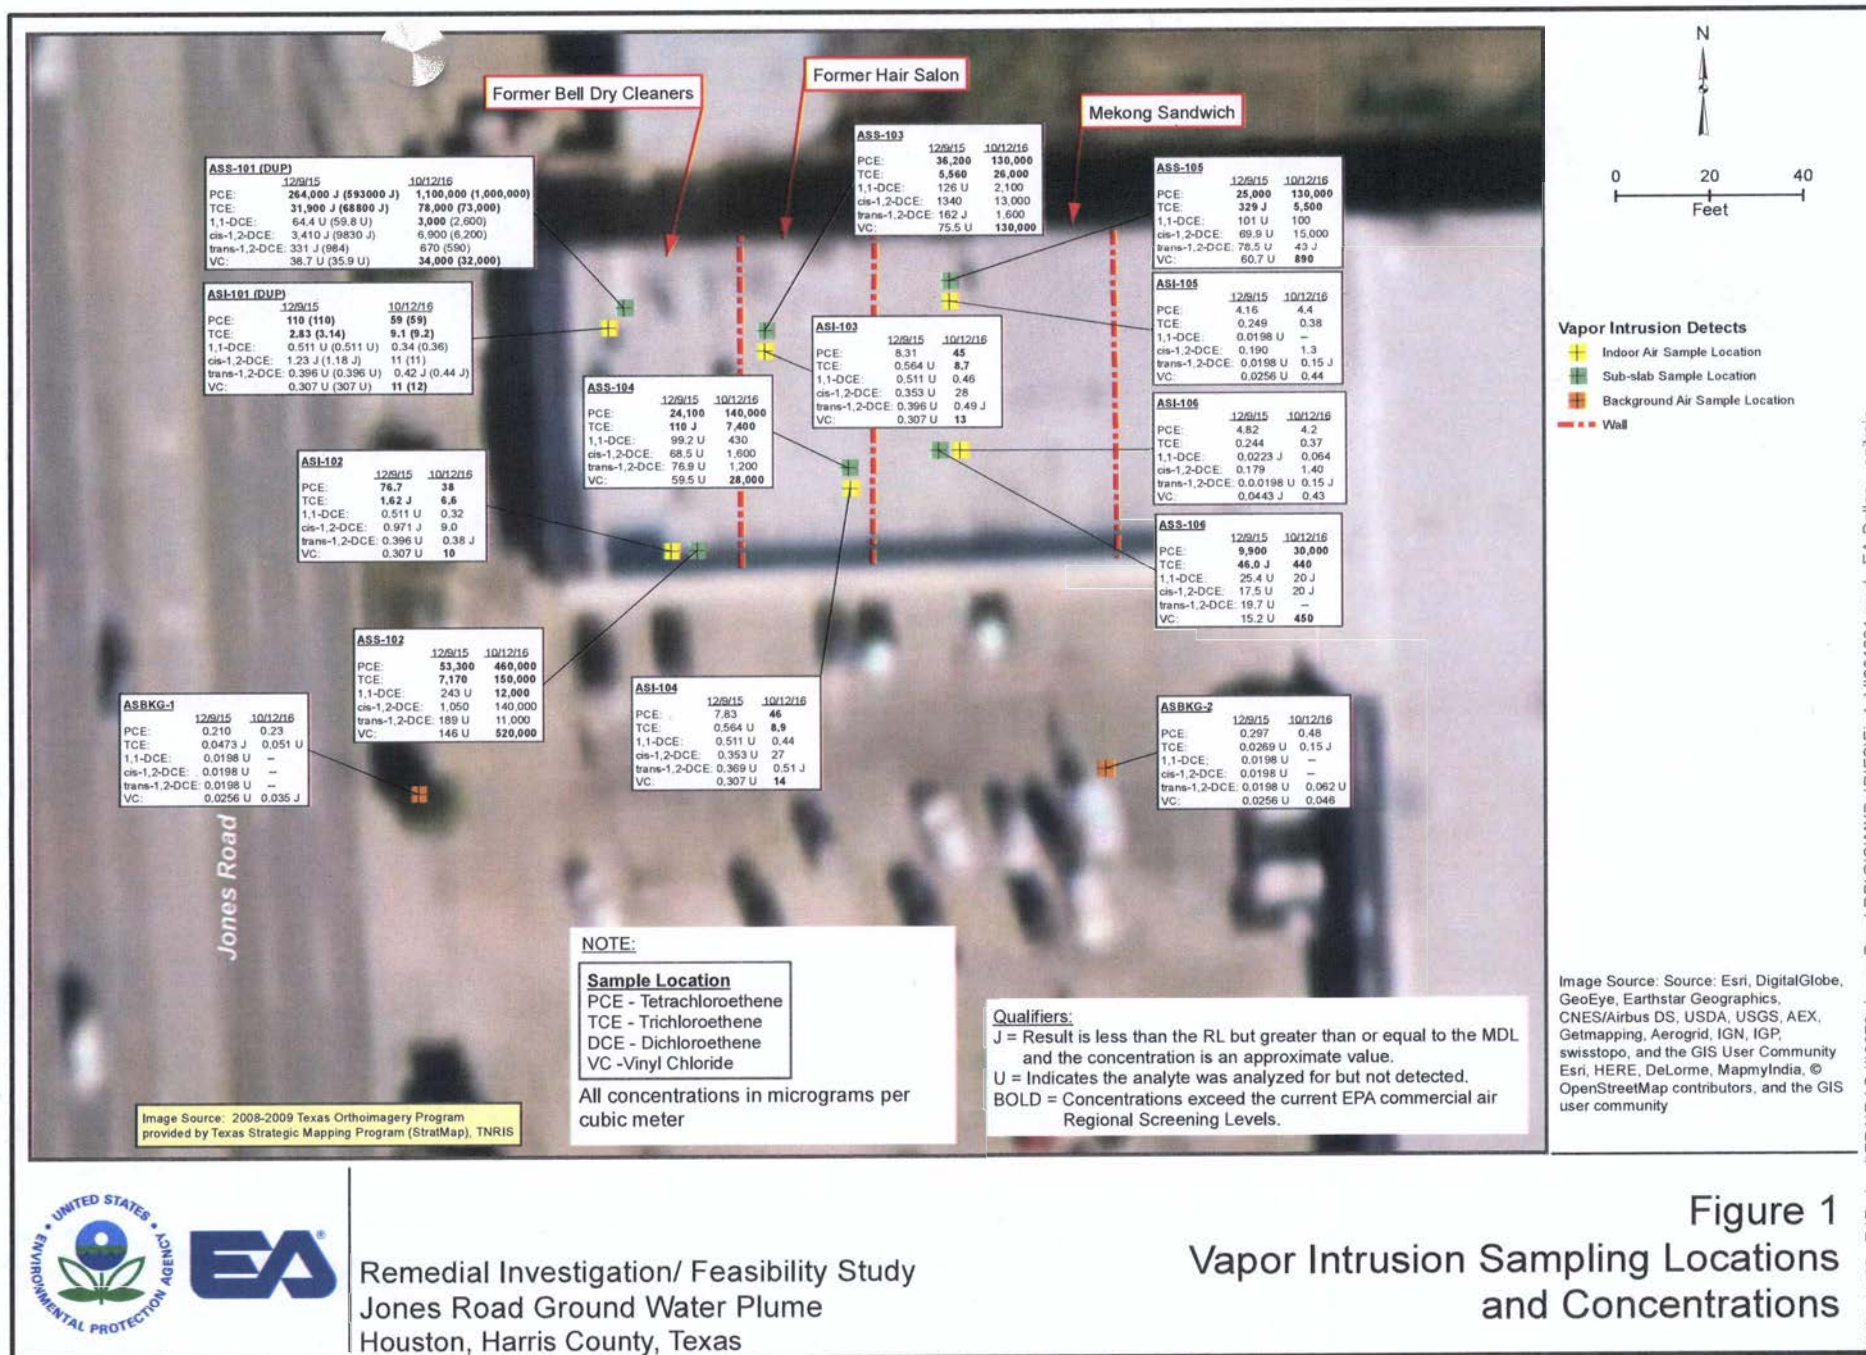 Former Bell Dry Cleaners
Former Hair Salon
Mekong Sandwich
ASS-101 (DUP)
12/9/15 10/12/16
PCE: 264,000 J (593000 J) 1,100,000 (1,000,000)
TCE: 31,900 J (68800 J) 78,000 (73,000)
1,1-DCE: 64.4 U (59.8 U) 3,000 (2,600)
cis-1,2-DCE: 3,410 J (9830 J) 6,900 (6,200)
trans-1,2-DCE: 331 J (984) 670 (590)
VC: 38.7 U (35.9 U) 34,000 (32,000)
ASI-101 (DUP)
12/9/15 10/12/16
PCE: 110 (110) 59 (59)
TCE: 2.83 (3.14) 9.1 (9.2)
1,1-DCE: 0.511 U (0.511 U) 0.34 (0.36)
cis-1,2-DCE: 1.23 J (1.18 J) 11 (11)
trans-1,2-DCE: 0.396 U (0.396 U) 0.42 J (0.44 J)
VC: 0.307 U (307 U) 11 (12)
ASS-103
12/9/15 10/12/16
PCE: 36,200 130,000
TCE: 5,560 26,000
1,1-DCE: 126 U 2,100
cis-1,2-DCE: 1340 13,000
trans-1,2-DCE: 162 J 1,600
VC: 75.5 U 130,000
ASS-105
12/9/15 10/12/16
PCE: 25,000 130,000
TCE: 329 J 5,500
1,1-DCE: 101 U 100
cis-1,2-DCE: 69.9 U 15,000
trans-1,2-DCE: 78.5 U 43 J
VC: 60.7 U 890
ASI-105
12/9/15 10/12/16
PCE: 4.16 4.4
TCE: 0.249 0.38
1,1-DCE: 0.0198 U –
cis-1,2-DCE: 0.190 1.3
trans-1,2-DCE: 0.0198 U 0.15 J
VC: 0.0256 U 0.44
ASI-103
12/9/15 10/12/16
PCE: 8.31 45
TCE: 0.564 U 8.7
1,1-DCE: 0.511 U 0.46
cis-1,2-DCE: 0.353 U 28
trans-1,2-DCE: 0.396 U 0.49 J
VC: 0.307 U 13
ASS-104
12/9/15 10/12/16
PCE: 24,100 140,000
TCE: 110 J 7,400
1,1-DCE: 99.2 U 430
cis-1,2-DCE: 68.5 U 1,600
trans-1,2-DCE: 76.9 U 1,200
VC: 59.5 U 28,000
ASI-106
12/9/15 10/12/16
PCE: 4.82 4.2
TCE: 0.244 0.37
1,1-DCE: 0.0223 J 0.064
cis-1,2-DCE: 0.179 1.40
trans-1,2-DCE: 0.0.0198 U 0.15 J
VC: 0.0443 J 0.43
ASI-102
12/9/15 10/12/16
PCE: 76.7 38
TCE: 1.62 J 6.6
1,1-DCE: 0.511 U 0.32
cis-1,2-DCE: 0.971 J 9.0
trans-1,2-DCE: 0.396 U 0.38 J
VC: 0.307 U 10
ASS-106
12/9/15 10/12/16
PCE: 9,900 30,000
TCE: 46.0 J 440
1,1-DCE: 25.4 U 20 J
cis-1,2-DCE: 17.5 U 20 J
trans-1,2-DCE: 19.7 U –
VC: 15.2 U 450
ASS-102
12/9/15 10/12/16
PCE: 53,300 460,000
TCE: 7,170 150,000
1,1-DCE: 243 U 12,000
cis-1,2-DCE: 1,050 140,000
trans-1,2-DCE: 189 U 11,000
VC: 146 U 520,000
ASI-104
12/9/15 10/12/16
PCE: 7.83 46
TCE: 0.564 U 8.9
1,1-DCE: 0.511 U 0.44
cis-1,2-DCE: 0.353 U 27
trans-1,2-DCE: 0.369 U 0.51 J
VC: 0.307 U 14
ASBKG-1
12/9/15 10/12/16
PCE: 0.210 0.23
TCE: 0.0473 J 0.051 U
1,1-DCE: 0.0198 U –
cis-1,2-DCE: 0.0198 U –
trans-1,2-DCE: 0.0198 U –
VC: 0.0256 U 0.035 J
ASBKG-2
12/9/15 10/12/16
PCE: 0.297 0.48
TCE: 0.0269 U 0.15 J
1,1-DCE; 0.0198 U –
cis-1,2-DCE: 0.0198 U –
trans-1,2-DCE: 0.0198 U 0.062 U
VC: 0.0256 U 0.046
Jones Road
NOTE:
Sample Location
PCE - Tetrachloroethene
TCE - Trichloroethene
DCE - Dichloroethene
VC -Vinyl Chloride
All concentrations in micrograms per
cubic meter
Qualifiers:
J = Result is less than the RL but greater than or equal to the MDL
and the concentration is an approximate value.
U = Indicates the analyte was analyzed for but not detected.
BOLD = Concentrations exceed the current EPA commercial air
Regional Screening Levels.
Image Source: 2008-2009 Texas Orthoimagery Program
provided by Texas Strategic Mapping Program (StratMap), TNRIS
N
0 20 40
Feet
Vapor Intrusion Detects
Indoor Air Sample Location
Sub-slab Sample Location
Background Air Sample Location
Wall
Image Source: Source: Esri, DigitalGlobe,
GeoEye, Earthstar Geographics,
CNES/Airbus DS, USDA, USGS, AEX,
Getmapping, Aerogrid, IGN, IGP,
swisstopo, and the GIS User Community
Esri, HERE, DeLorme, MapmyIndia, ©
OpenStreetMap contributors, and the GIS
user community
UNITED STATES
ENVIRONMENTAL PROTECTION AGENCY
EA®
Remedial Investigation/ Feasibility Study
Jones Road Ground Water Plume
Houston, Harris County, Texas
Figure 1
Vapor Intrusion Sampling Locations
and Concentrations